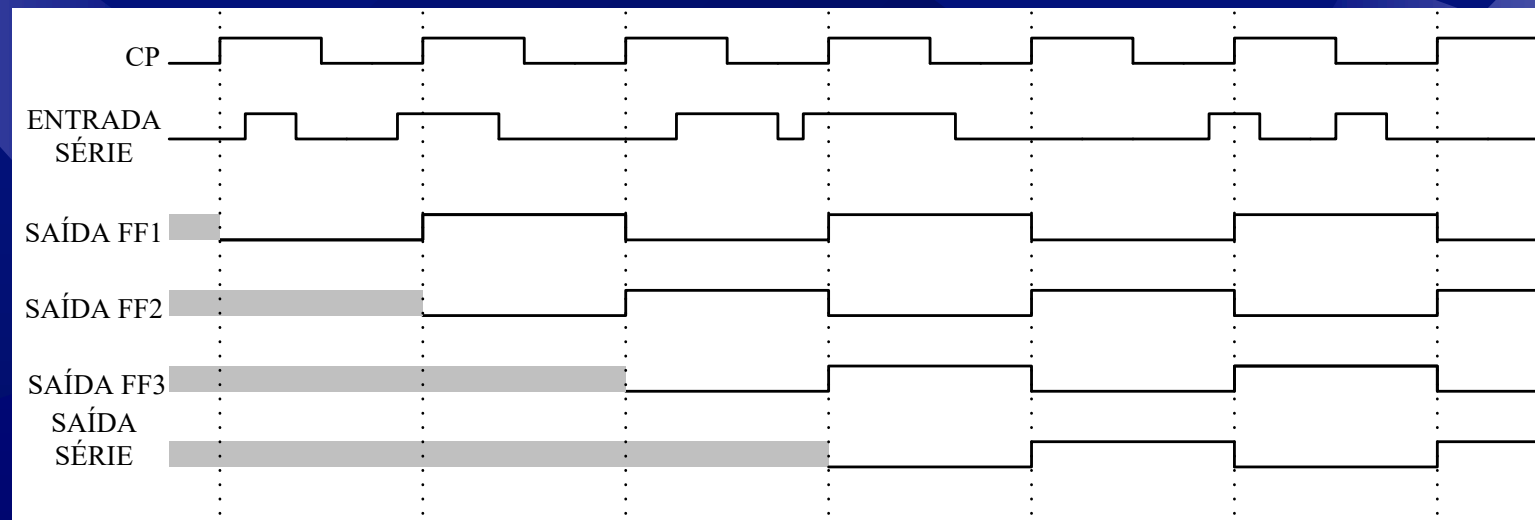 CP
ENTRADA
SÉRIE
SAÍDA FF1
SAÍDA FF2
SAÍDA FF3
SAÍDA
SÉRIE